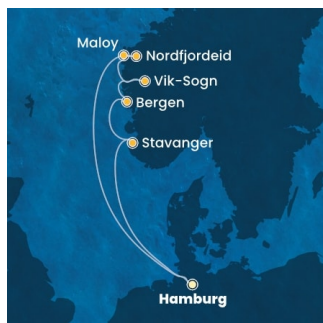 Maloy
Nordfjordeid
Vik-Sogn
Bergen
Stavanger
Hamburg